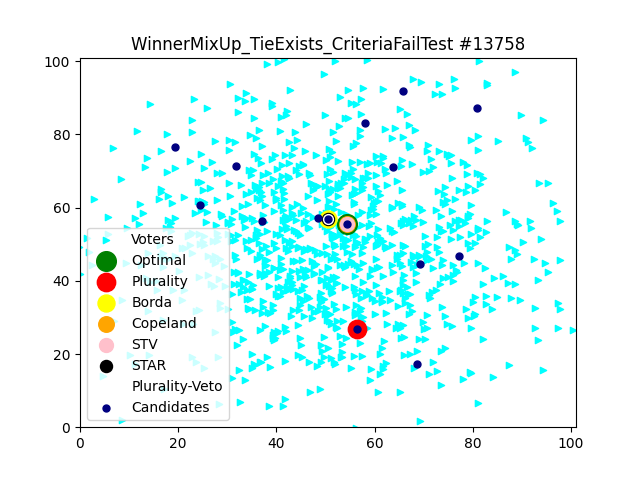 WinnerMixUp_TieExists_CriteriaFailTest #13758
100
80
60
40
20
0
Voters
Optimal
Plurality
Borda
Copeland
STV
STAR
Plurality-Veto
Candidates
0 20 40 60 80 100